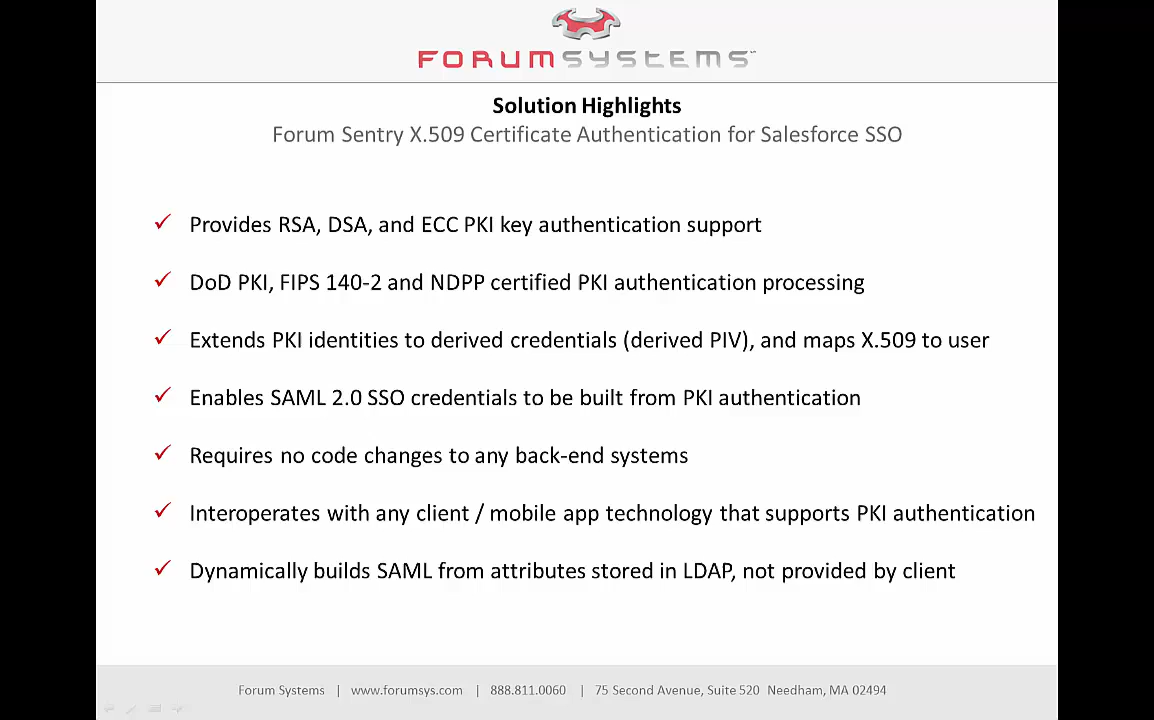 FORUMSYSTEMS
Solution Highlights
Forum Sentry X.509 Certificate Authentication for Salesforce SSO
Provides RSA, DSA, and ECC PKI key authentication support
DoD PKI, FIPS 140-2 and NDPP certified PKI authentication processing
Extends PKI identities to derived credentials (derived PIV), and maps X.509 to user
Enables SAML 2.0 SSO credentials to be built from PKI authentication
Requires no code changes to any back-end systems
Interoperates with any client / mobile app technology that supports PKI authentication
Dynamically builds SAML from attributes stored in LDAP, not provided by client
Forum Systems | www.forumsys.com | 888.811.0060 | 75 Second Avenue, Suite 520 Needham, MA 02494